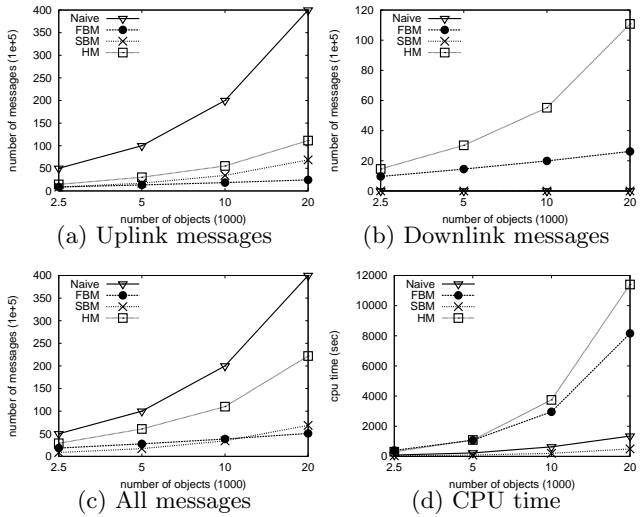 number of messages (1e+5)
400
350
300
250
200
150
100
50
0
2.5
5
10
20
number of objects (1000)
Naive
FBM
SBM
HM
(a) Uplink messages
number of messages (1e+5)
120
100
80
60
40
20
0
2.5
5
10
20
number of objects (1000)
Naive
FBM
SBM
HM
(b) Downlink messages
number of messages (1e+5)
400
350
300
250
200
150
100
50
0
2.5
5
10
20
number of objects (1000)
Naive
FBM
SBM
HM
(c) All messages
cpu time (sec)
12000
10000
8000
6000
4000
2000
0
2.5
5
10
20
number of objects (1000)
Naive
FBM
SBM
HM
(d) CPU time